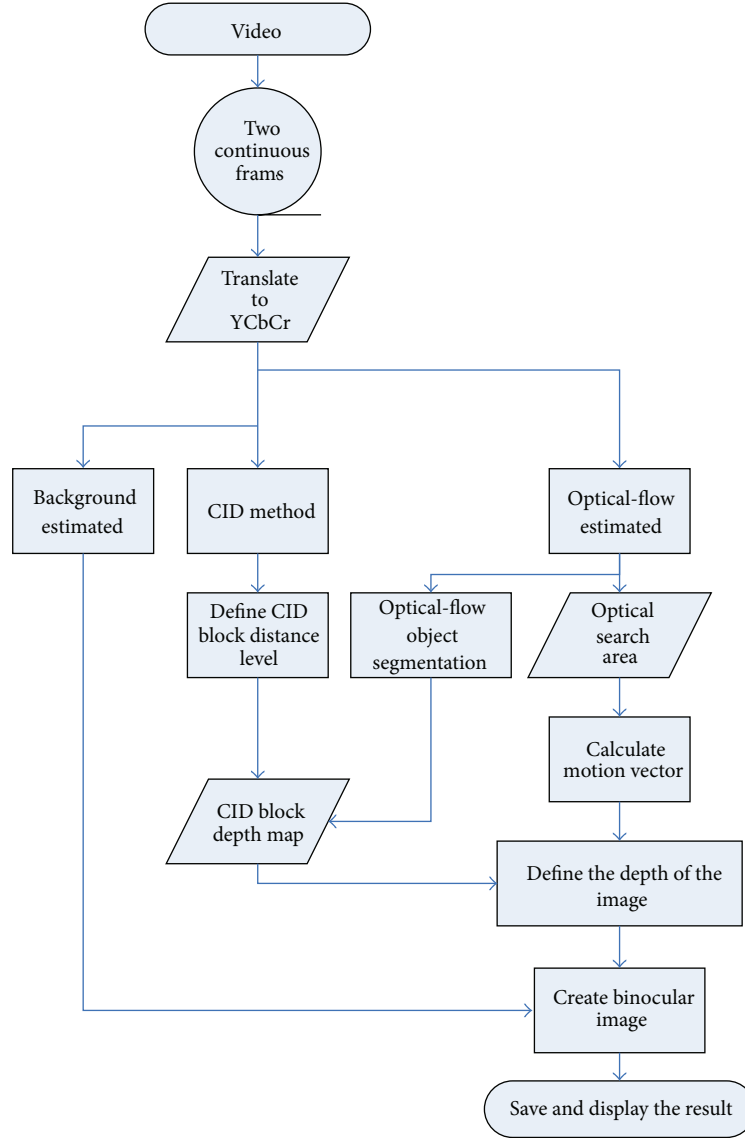 Video
Two
continuous
frams
Translate
to
YCbCr
Background
estimated
CID method
Optical-flow
estimated
Define CID
block distance
level
Optical-flow
object
segmentation
Optical
search
area
Calculate
motion vector
CID block
depth map
Define the depth of the
image
Create binocular
image
Save and display the result